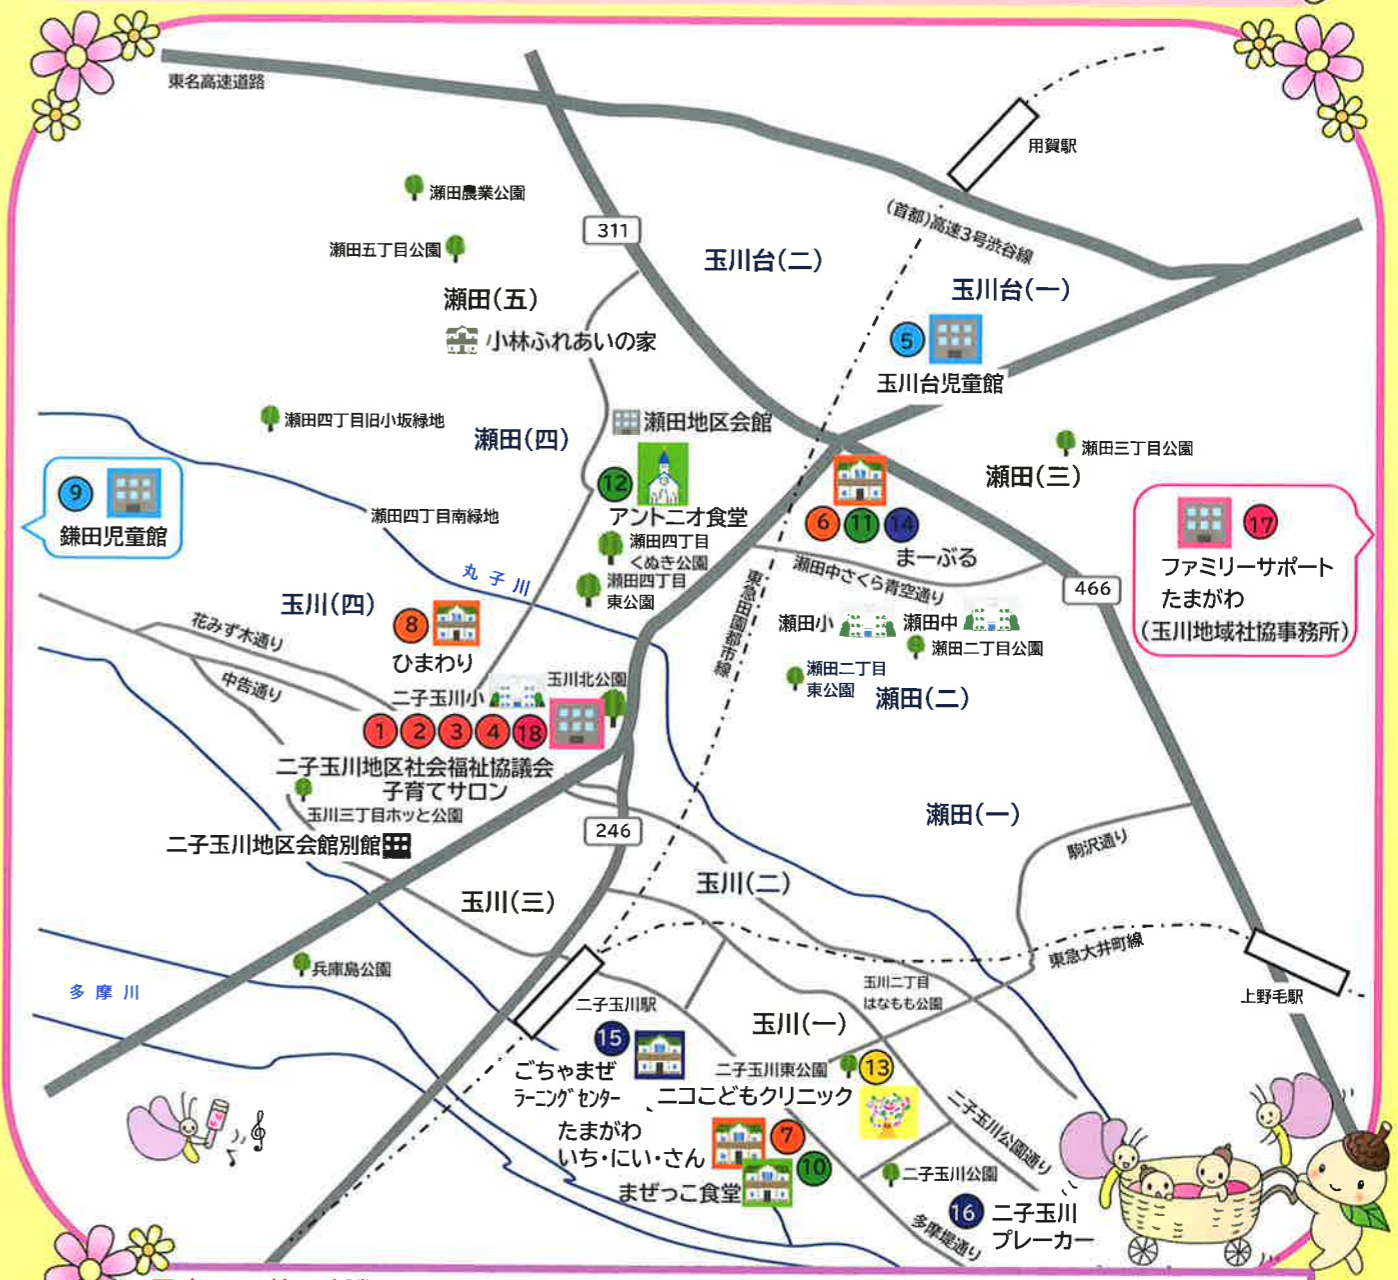 東名高速道路
用賀駅
瀬田農業公園
311
(首都)高速3号渋谷線
瀬田五丁目公園
玉川台(二)
玉川台(一)
瀬田(五)
小林ふれあいの家
5
玉川台児童館
瀬田四丁目旧小坂緑地
瀬田(四)
瀬田地区会館
瀬田三丁目公園
瀬田(三)
9
鎌田児童館
12
アントニオ食堂
瀬田四丁目南緑地
6
11
14
まーぶる
17
ファミリーサポート
たまがわ
(玉川地域社協事務所)
瀬田四丁目
くぬき公園
瀬田四丁目
東公園
丸子川
瀬田中さくら青空通り
466
東急田園都市線
玉川(四)
8
ひまわり
花みず木通り
中吉通り
瀬田小
瀬田中
瀬田二丁目公園
瀬田二丁目
東公園
瀬田(二)
二子玉川小
玉川北公園
1
2
3
4
18
二子玉川地区社会福祉協議会
子育てサロン
玉川三丁目ホッと公園
二子玉川地区会館別館
246
瀬田(一)
駒沢通り
玉川(二)
玉川(三)
東急大井町線
上野毛駅
兵庫島公園
多摩川
二子玉川駅
玉川二丁目
はなもも公園
玉川(一)
15
ごちゃまぜ
ラーニングセンター
二子玉川東公園
13
ニコこどもクリニック
たまがわ
いち・にい・さん
7
まぜっこ食堂
10
二子玉川公園通り
二子玉川公園
16
二子玉川
プレーカー
多摩堤通り